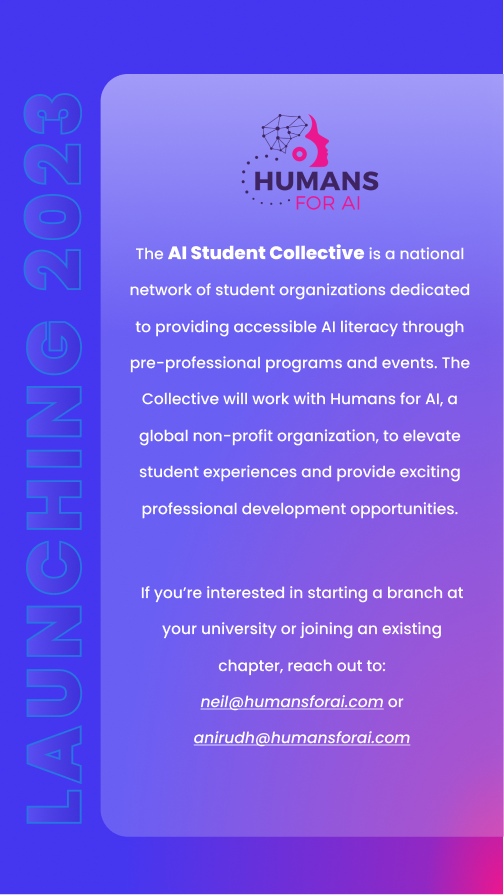 LAUNCHING 2023
HUMANS
FOR AI
The AI Student Collective is a national
network of student organizations dedicated
to providing accessible AI literacy through
pre-professional programs and events. The
Collective will work with Humans for AI, a
global non-profit organization, to elevate
student experiences and provide exciting
professional development opportunities.
If you’re interested in starting a branch at
your university or joining an existing
chapter, reach out to:
neil@humansforai.com or
anirudh@humansforai.com